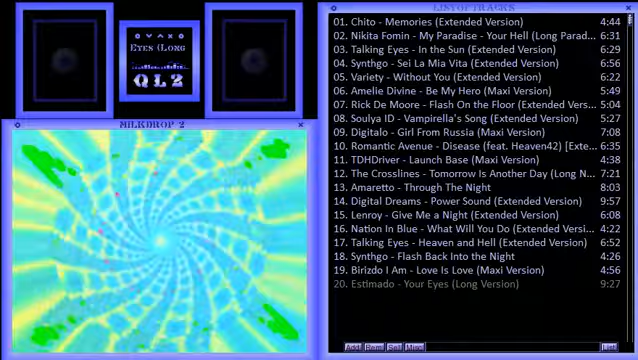 Eyes (Long
QL2
MILKDROP 2
LIST OF TRACKS
01. Chito - Memories (Extended Version) 4:44
02. Nikita Fomin - My Paradise - Your Hell (Long Parad... 6:31
03. Talking Eyes - In the Sun (Extended Version) 6:29
04. Synthgo - Sei La Mia Vita (Extended Version) 6:56
05. Variety - Without You (Extended Version) 6:22
06. Amelie Divine - Be My Hero (Maxi Version) 5:49
07. Rick De Moore - Flash On the Floor (Extended Vers... 5:04
08. Soulya ID - Vampirella's Song (Extended Version) 5:27
09. Digitalo - Girl From Russia (Maxi Version) 7:08
10. Romantic Avenue - Disease (feat. Heaven42) [Exte... 6:35
11. TDHDriver - Launch Base (Maxi Version) 4:38
12. The Crosslines - Tomorrow Is Another Day (Long N... 7:21
13. Amaretto - Through The Night 8:03
14. Digital Dreams - Power Sound (Extended Version) 9:57
15. Lenroy - Give Me a Night (Extended Version) 6:08
16. Nation In Blue - What Will You Do (Extended Versi... 4:22
17. Talking Eyes - Heaven and Hell (Extended Version) 6:52
18. Synthgo - Flash Back Into the Night 4:26
19. Birizdo I Am - Love Is Love (Maxi Version) 4:56
20. Estimado - Your Eyes (Long Version) 9:27
Add Rem Sel Misc List